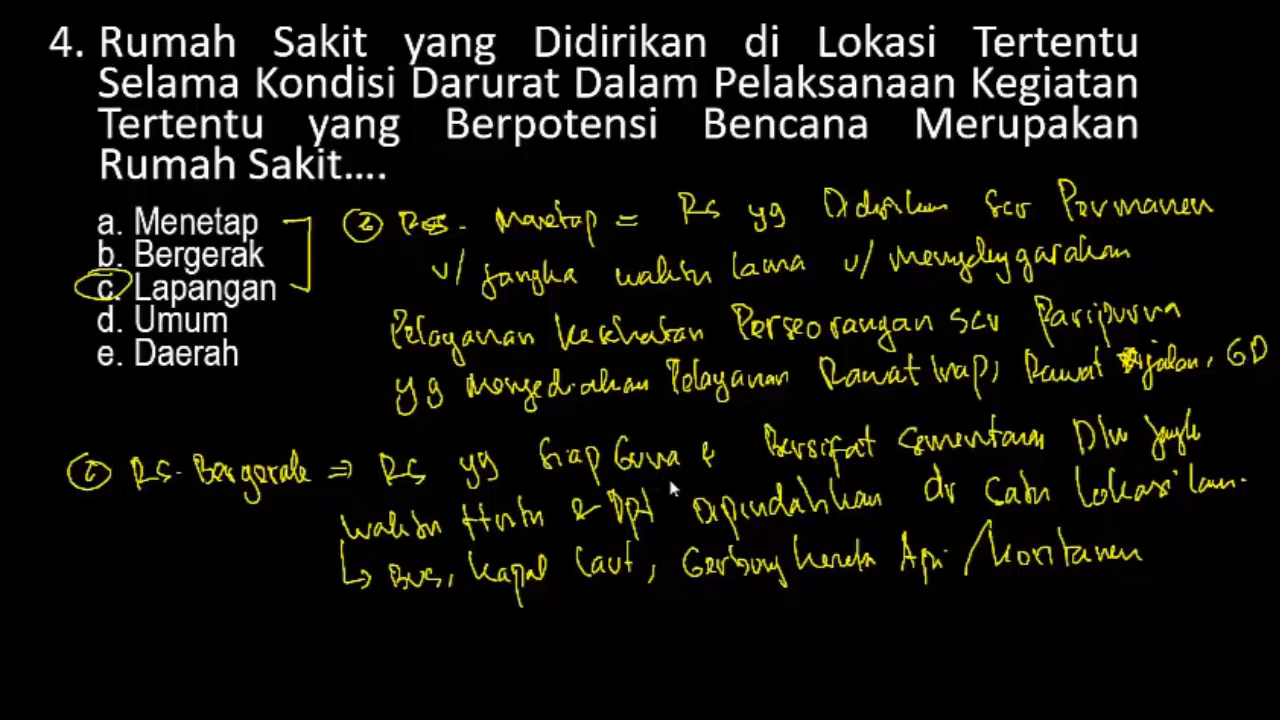 4. Rumah Sakit yang Didirikan di Lokasi Tertentu
Selama Kondisi Darurat Dalam Pelaksanaan Kegiatan
Tertentu yang Berpotensi Bencana Merupakan
Rumah Sakit....
a. Menetap
b. Bergerak
c. Lapangan
d. Umum
e. Daerah
RS. Menetap = RS yg Didirikan scr Permanen
u/ jangka waktu lama u/ menyelenggarakan
Pelayanan kesehatan Perseorangan scr Paripurna
yg menyediakan Pelayanan Rawat Inap, Rawat jalan, GD
RS. Bergerak => RS yg Siap Guna & Bersifat Sementara Dlm jangka
waktu ttntu & Dpt Dipindahkan dr satu lokasi lain.
↳ Bus, kapal laut, Gerbong kereta Api / kontainer